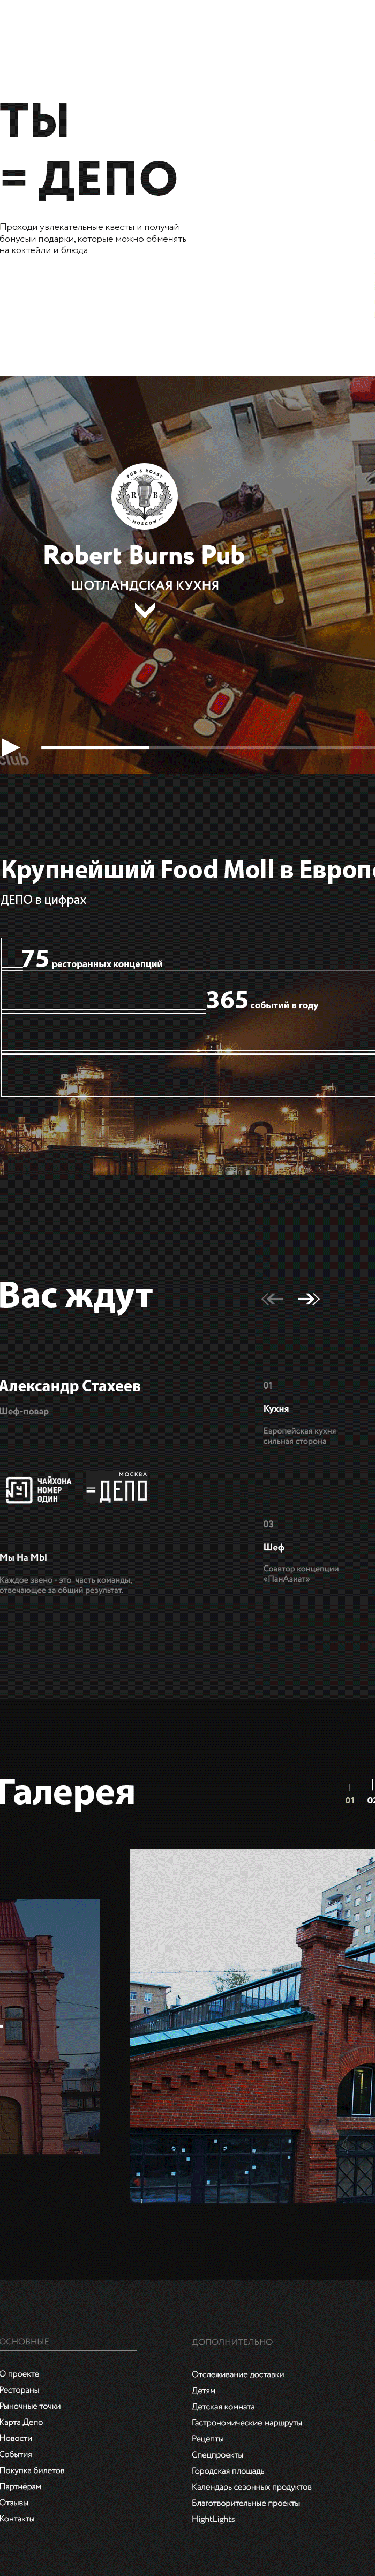 ТЫ
= ДЕПО
Проходи увлекательные квесты и получай
бонусыи подарки, которые можно обменять
на коктейли и блюда
PUB & ROAST
R B
MOSCOW
Robert Burns Pub
ШОТЛАНДСКАЯ КУХНЯ
club
Крупнейший Food Moll в Европ
ДЕПО в цифрах
75 ресторанных концепций
365 событий в году
Вас ждут
Александр Стахеев
Шеф-повар
01
Кухня
Европейская кухня
сильная сторона
№1 ЧАЙХОНА
НОМЕР
ОДИН
МОСКВА
=ДЕПО
03
Шеф
Соавтор концепции
«ПанАзиат»
Мы На МЫ
Каждое звено - это часть команды,
отвечающее за общий результат.
Галерея
01 02
ОСНОВНЫЕ
О проекте
Рестораны
Рыночные точки
Карта Депо
Новости
События
Покупка билетов
Партнёрам
Отзывы
Контакты
ДОПОЛНИТЕЛЬНО
Отслеживание доставки
Детям
Детская комната
Гастрономические маршруты
Рецепты
Спецпроекты
Городская площадь
Календарь сезонных продуктов
Благотворительные проекты
HightLights